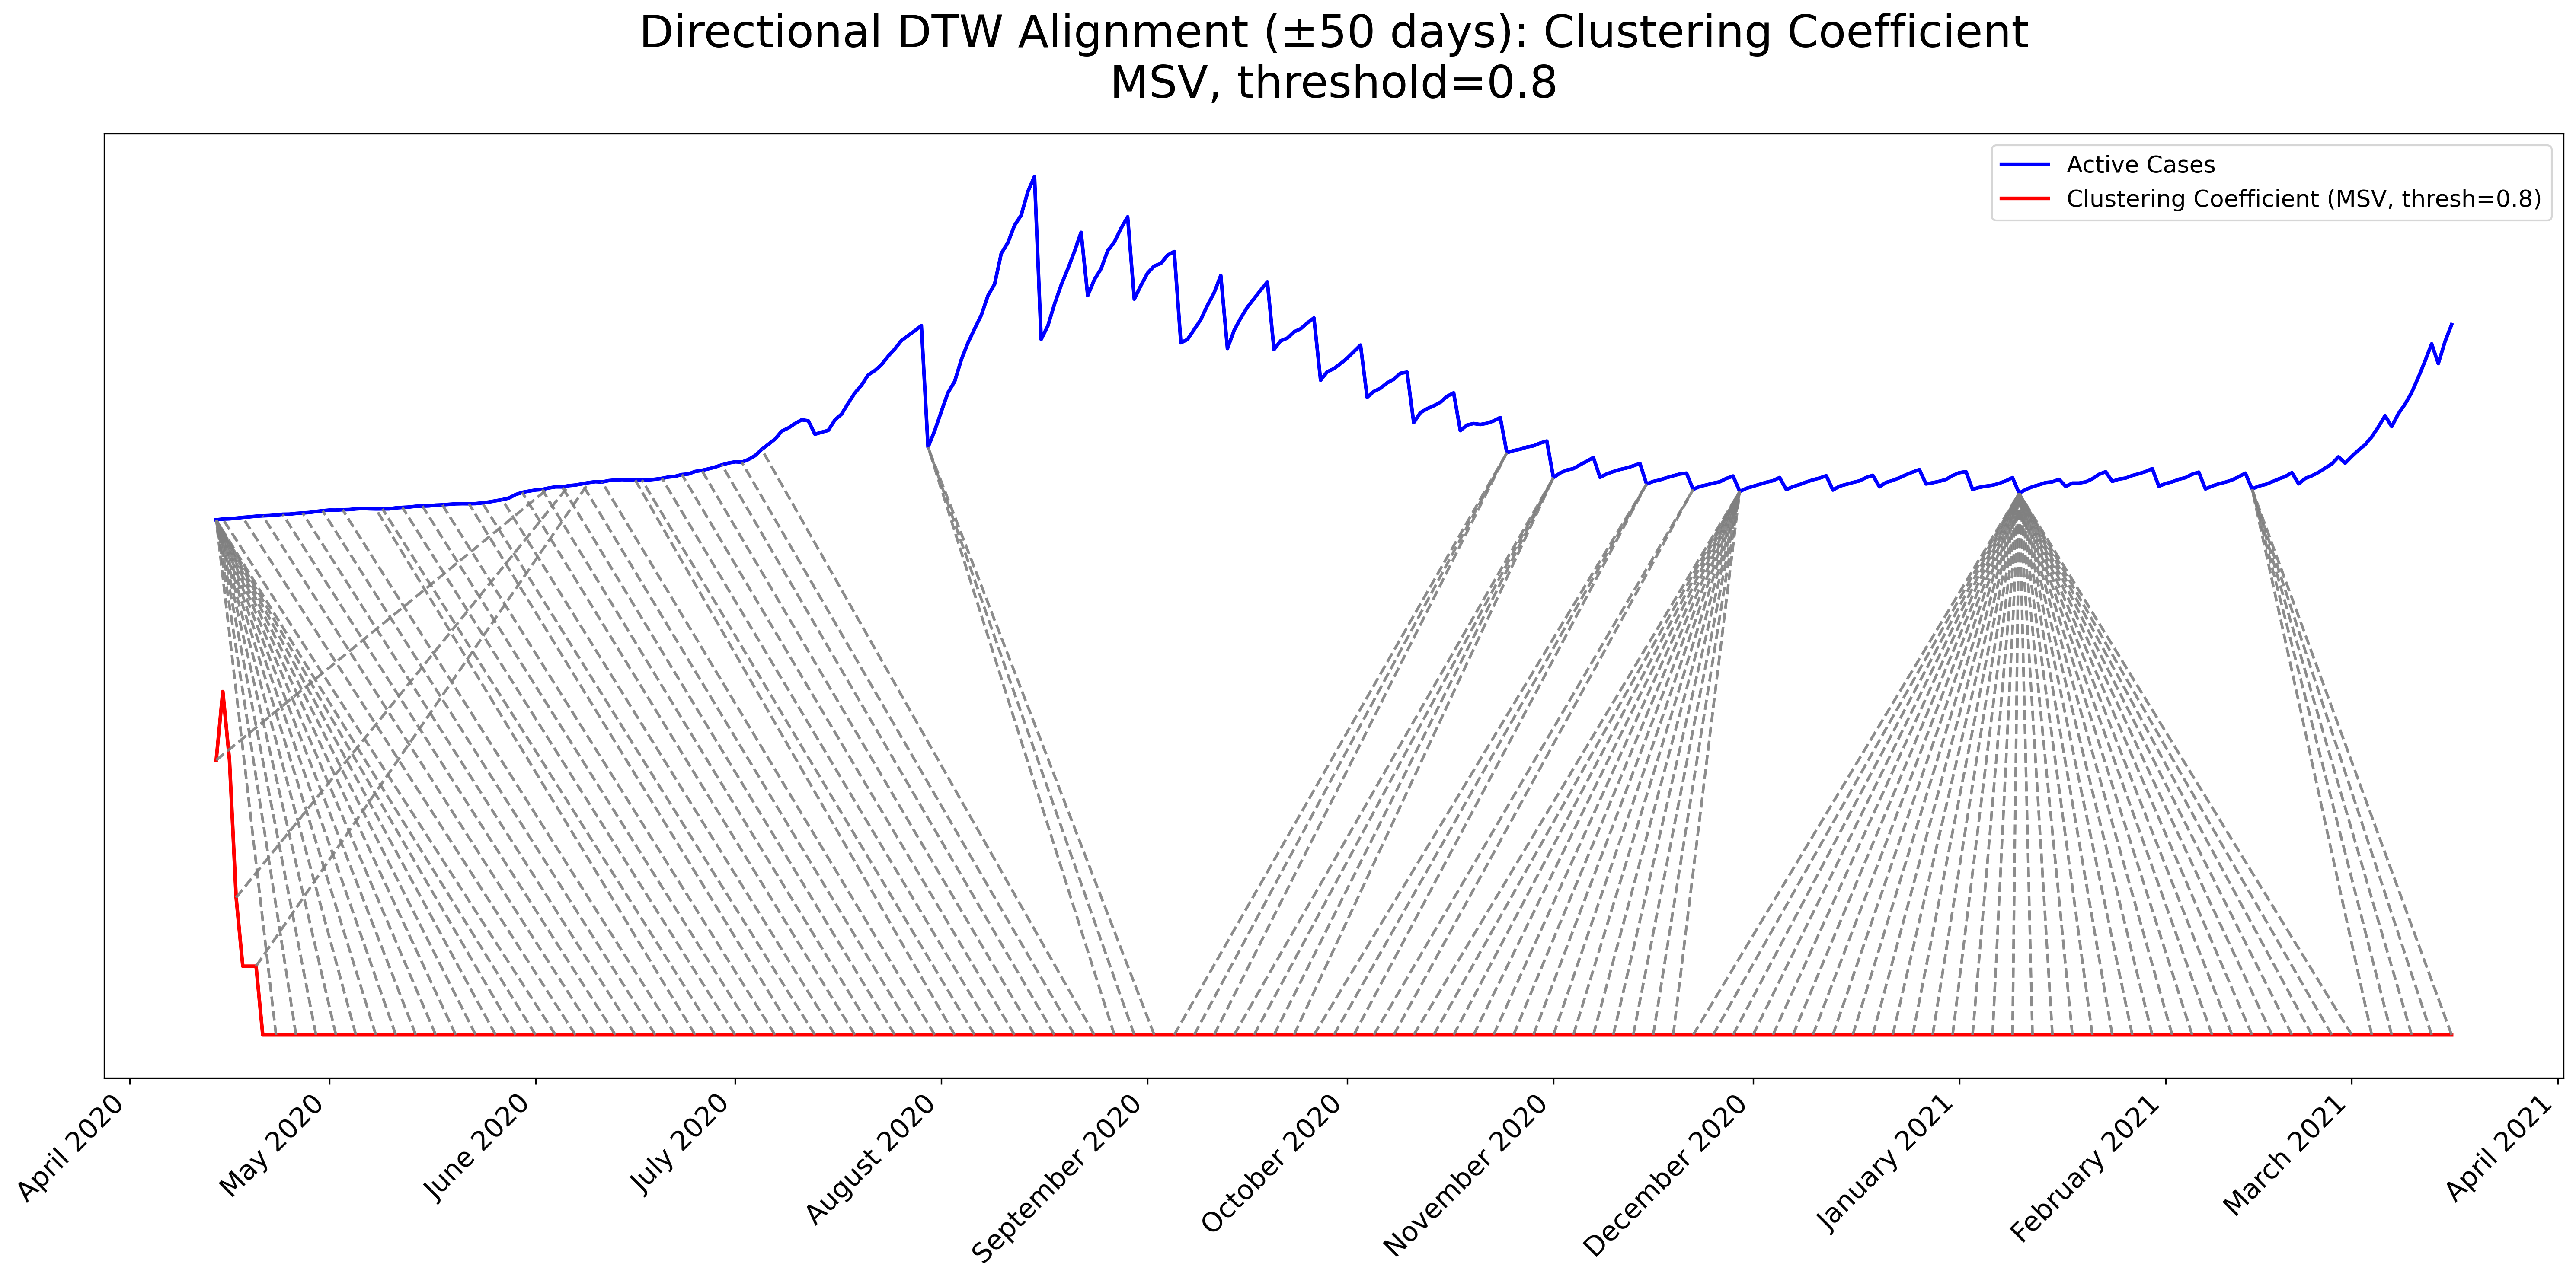 Directional DTW Alignment (±50 days): Clustering Coefficient
MSV, threshold=0.8
Active Cases
Clustering Coefficient (MSV, thresh=0.8)
April 2020
May 2020
June 2020
July 2020
August 2020
September 2020
October 2020
November 2020
December 2020
January 2021
February 2021
March 2021
April 2021